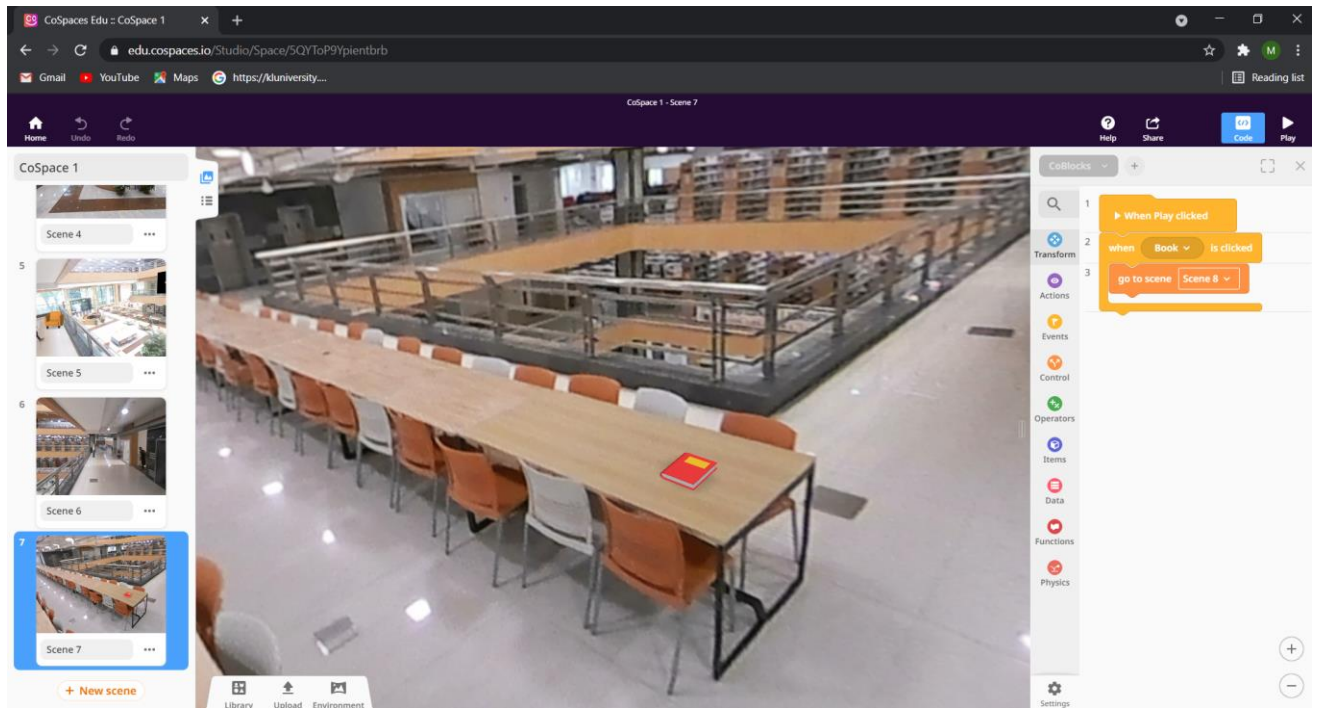 CoSpaces Edu :: CoSpace 1
edu.cospaces.io/Studio/Space/5QYToP9Ypientbrb
M
Gmail YouTube Maps https://kluniversity.... Reading list
CoSpace 1 - Scene 7
Home Undo Redo Help Share Code Play
CoSpace 1
Scene 4
5
Scene 5
6
Scene 6
7
Scene 7
+ New scene
Library Upload Environment
CoBlocks
Transform
Actions
Events
Control
Operators
Items
Data
Functions
Physics
Settings
1 When Play clicked
2 when Book is clicked
3 go to scene Scene 8